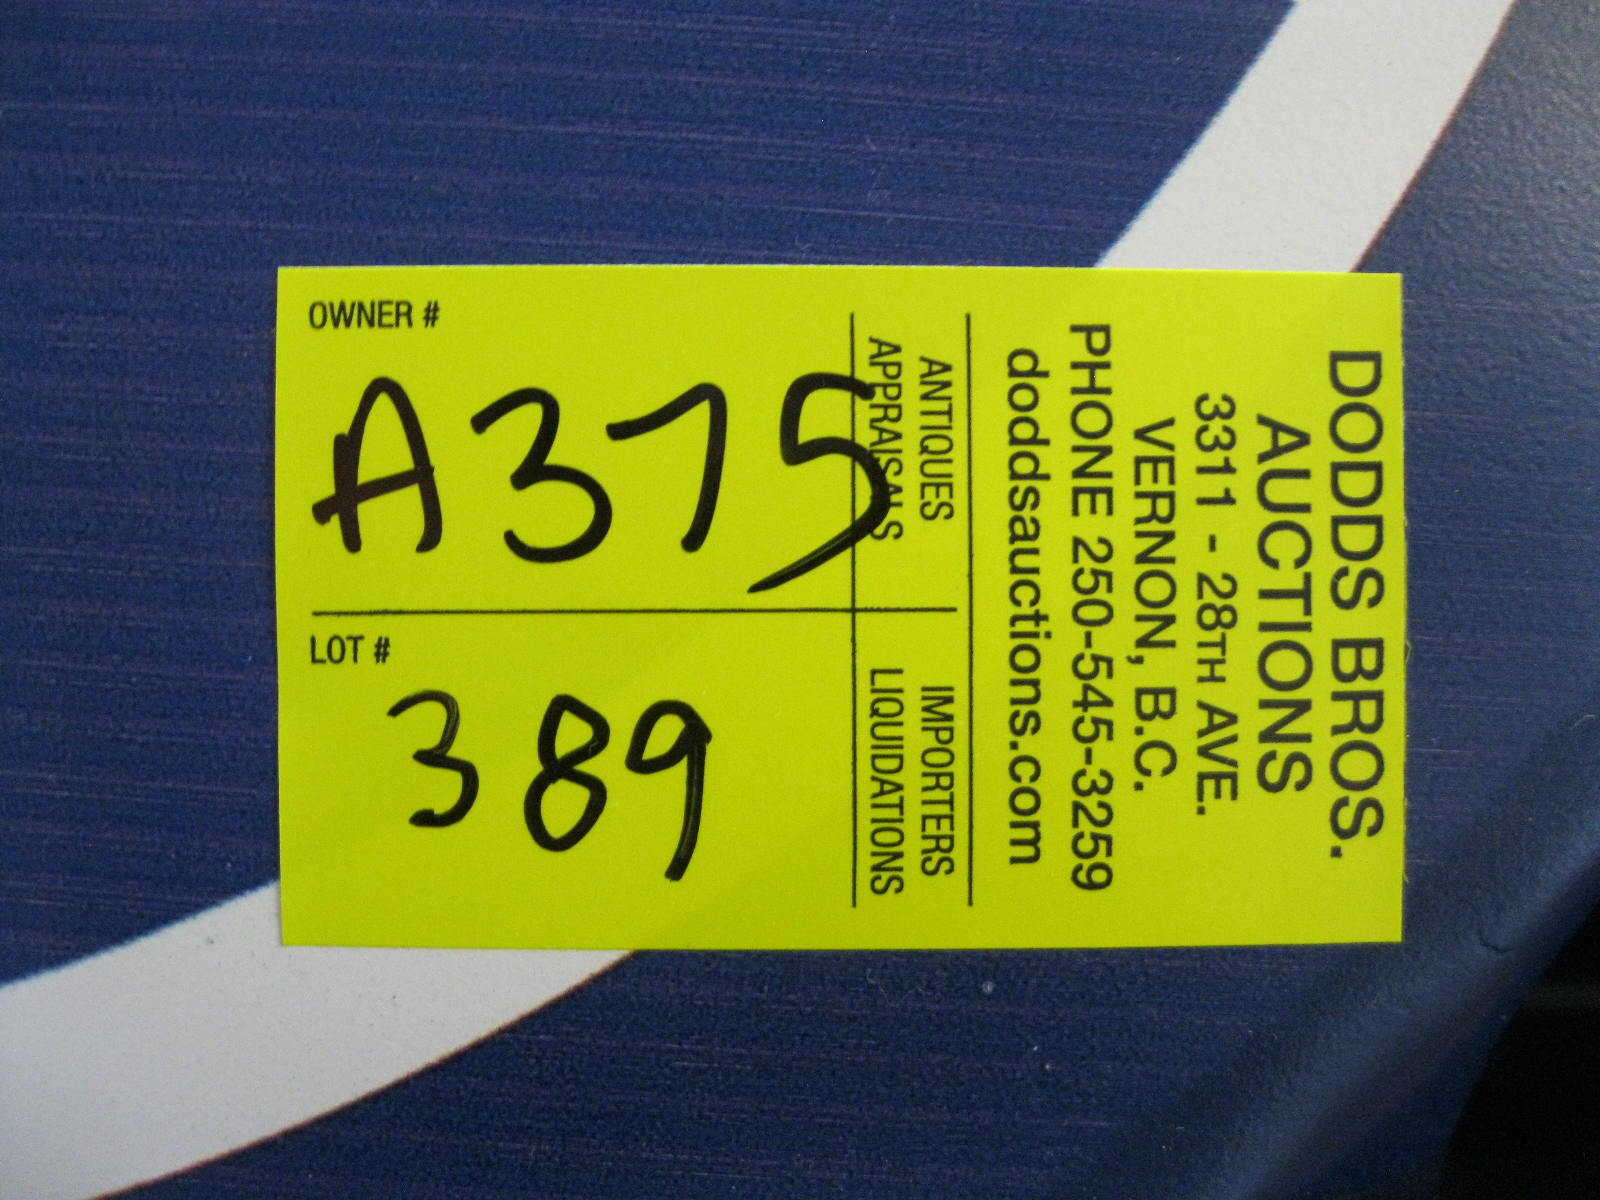 DODDS BROS.
AUCTIONS
3311 - 28TH AVE.
VERNON, B.C.
PHONE 250-545-3259
doddsauctions.com
ANTIQUES IMPORTERS
APPRAISALS LIQUIDATIONS
OWNER #
A375
LOT #
389